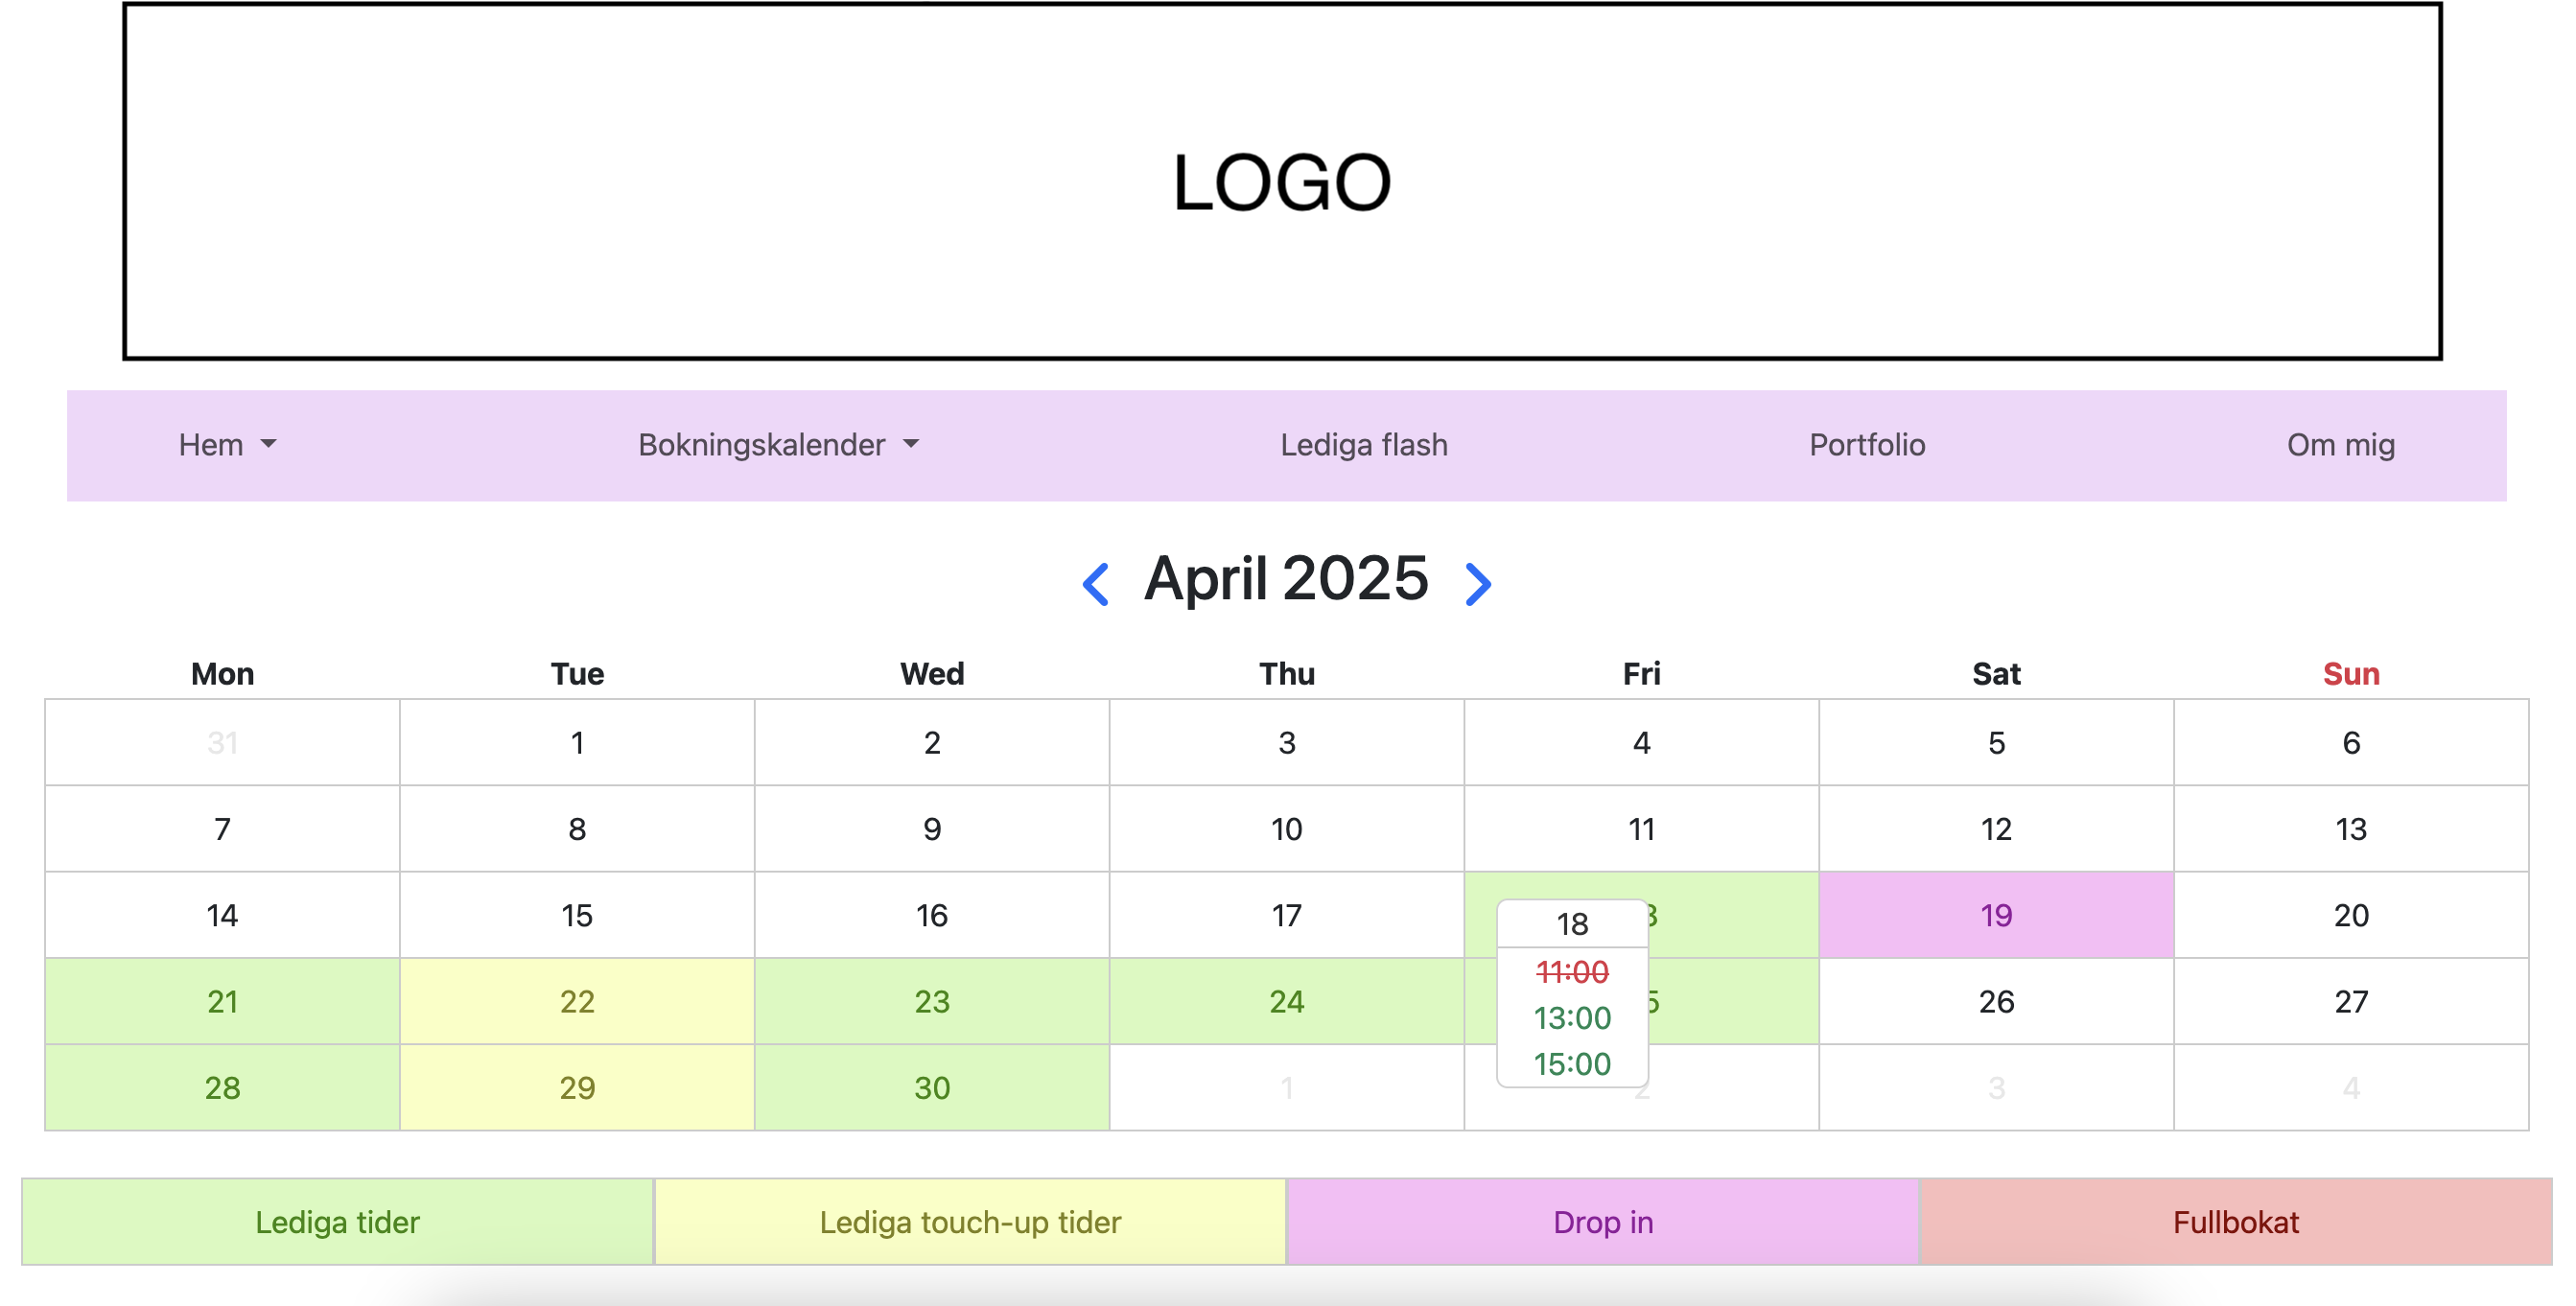 LOGO
Hem Bokningskalender Lediga flash Portfolio Om mig
April 2025
Mon Tue Wed Thu Fri Sat Sun
31 1 2 3 4 5 6
7 8 9 10 11 12 13
14 15 16 17 18 19 20
11:00
21 22 23 24 5 26 27
13:00
15:00
28 29 30 1 2 3 4
Lediga tider Lediga touch-up tider Drop in Fullbokat